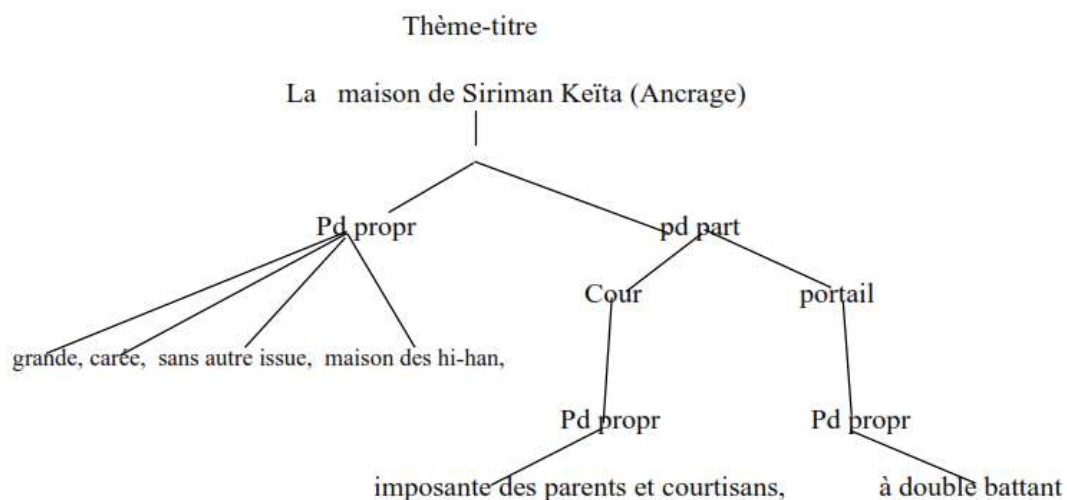 Thème-titre
La maison de Siriman Keïta (Ancrage)
Pd propr pd part
Cour portail
grande, carée, sans autre issue, maison des hi-han,
Pd propr Pd propr
imposante des parents et courtisans, à double battant